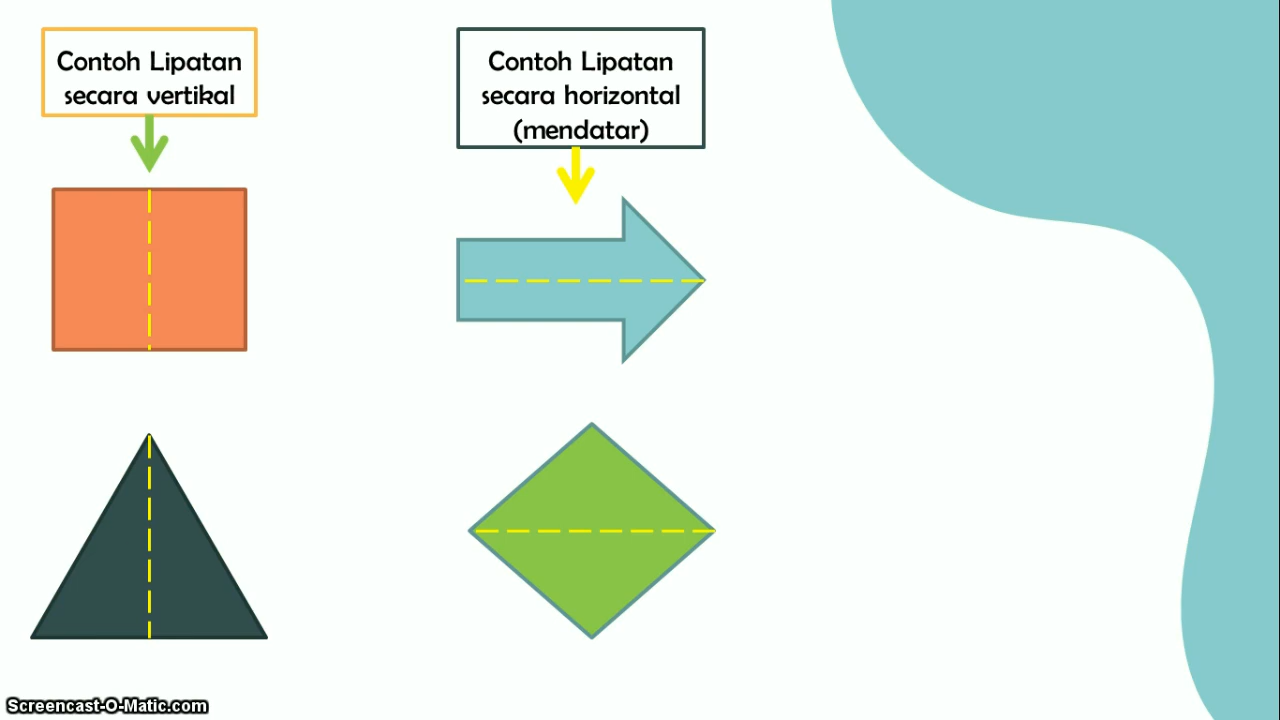 Contoh Lipatan
secara vertikal
Contoh Lipatan
secara horizontal
(mendatar)
Screencast-O-Matic.com